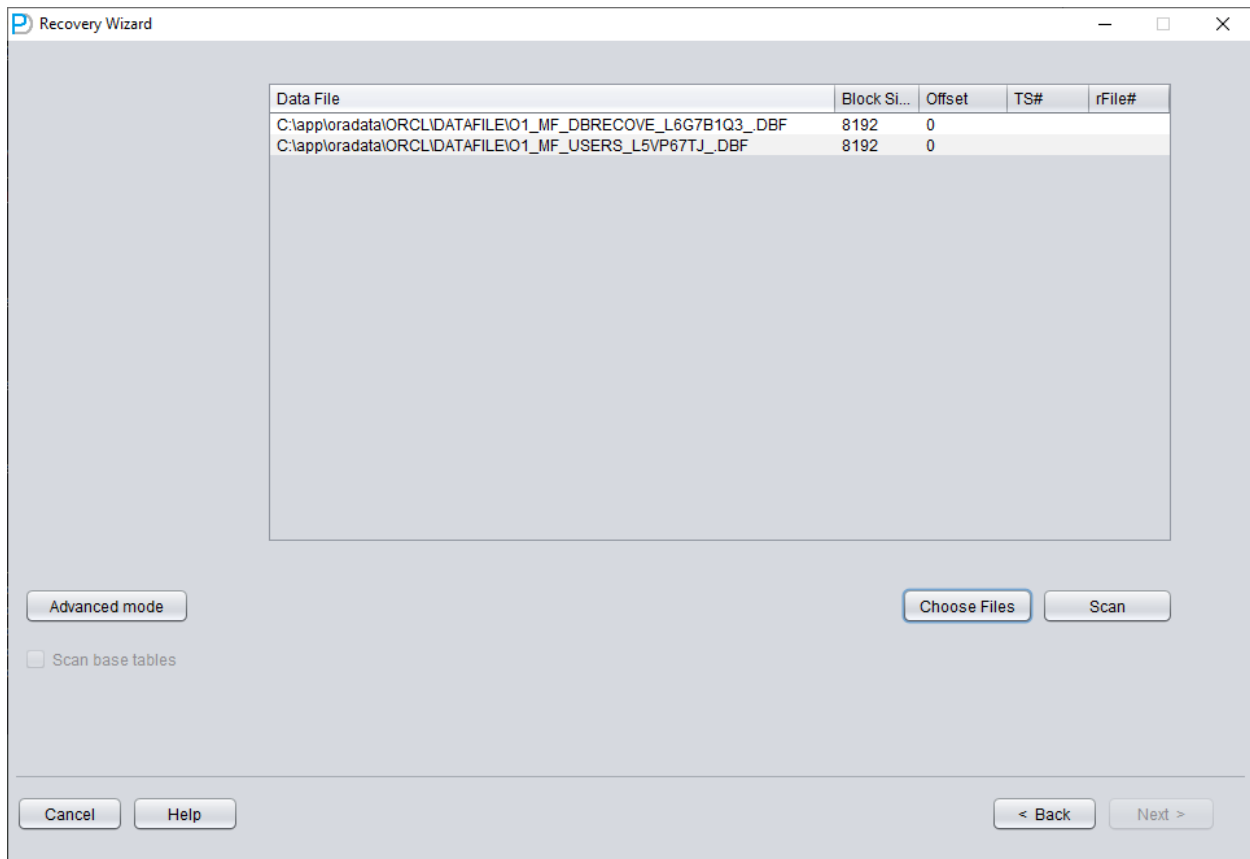 Recovery Wizard
Data File Block Si... Offset TS# rFile#
C:\app\oradata\ORCL\DATAFILE\O1_MF_DBRECOVE_L6G7B1Q3_.DBF 8192 0
C:\app\oradata\ORCL\DATAFILE\O1_MF_USERS_L5VP67TJ_.DBF 8192 0
Advanced mode Choose Files Scan
Scan base tables
Cancel Help < Back Next >